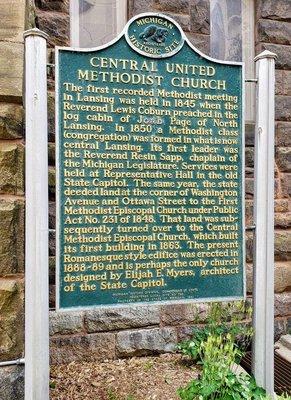 MICHIGAN
HISTORIC
SITE
CENTRAL UNITED
METHODIST CHURCH
The first recorded Methodist meeting
in Lansing was held in 1845 when the
Reverend Lewis Coburn preached in the
log cabin of Joab Page of North
Lansing. In 1850 a Methodist class
(congregation) was formed in what is now
central Lansing. Its first leader was
the Reverend Resin Sapp, chaplain of
the Michigan Legislature. Services were
held at Representative Hall in the old
State Capitol. The same year, the state
deeded land at the corner of Washington
Avenue and Ottawa Street to the First
Methodist Episcopal Church under Public
Act No. 231 of 1848. That land was sub-
sequently turned over to the Central
Methodist Episcopal Church, which built
its first building in 1863. The present
Romanesque style edifice was erected in
1888-89 and is perhaps the only church
designed by Elijah E. Myers, architect
of the State Capitol.